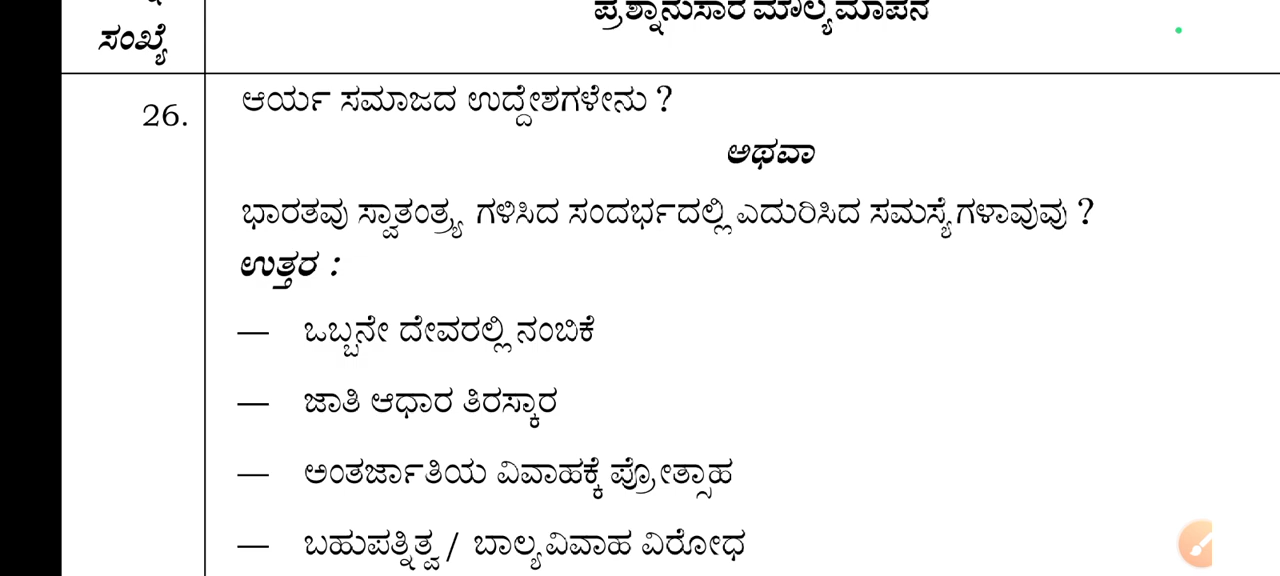 ಸಂಖ್ಯೆ
ಪ್ರಶ್ನಾನುಸಾರ ಮೌಲ್ಯಮಾಪನ
26.
ಆರ್ಯ ಸಮಾಜದ ಉದ್ದೇಶಗಳೇನು ?
ಅಥವಾ
ಭಾರತವು ಸ್ವಾತಂತ್ರ್ಯ ಗಳಿಸಿದ ಸಂದರ್ಭದಲ್ಲಿ ಎದುರಿಸಿದ ಸಮಸ್ಯೆಗಳಾವುವು ?
ಉತ್ತರ :
— ಒಬ್ಬನೇ ದೇವರಲ್ಲಿ ನಂಬಿಕೆ
— ಜಾತಿ ಆಧಾರ ತಿರಸ್ಕಾರ
— ಅಂತರ್ಜಾತಿಯ ವಿವಾಹಕ್ಕೆ ಪ್ರೋತ್ಸಾಹ
— ಬಹುಪತ್ನಿತ್ವ / ಬಾಲ್ಯವಿವಾಹ ವಿರೋಧ